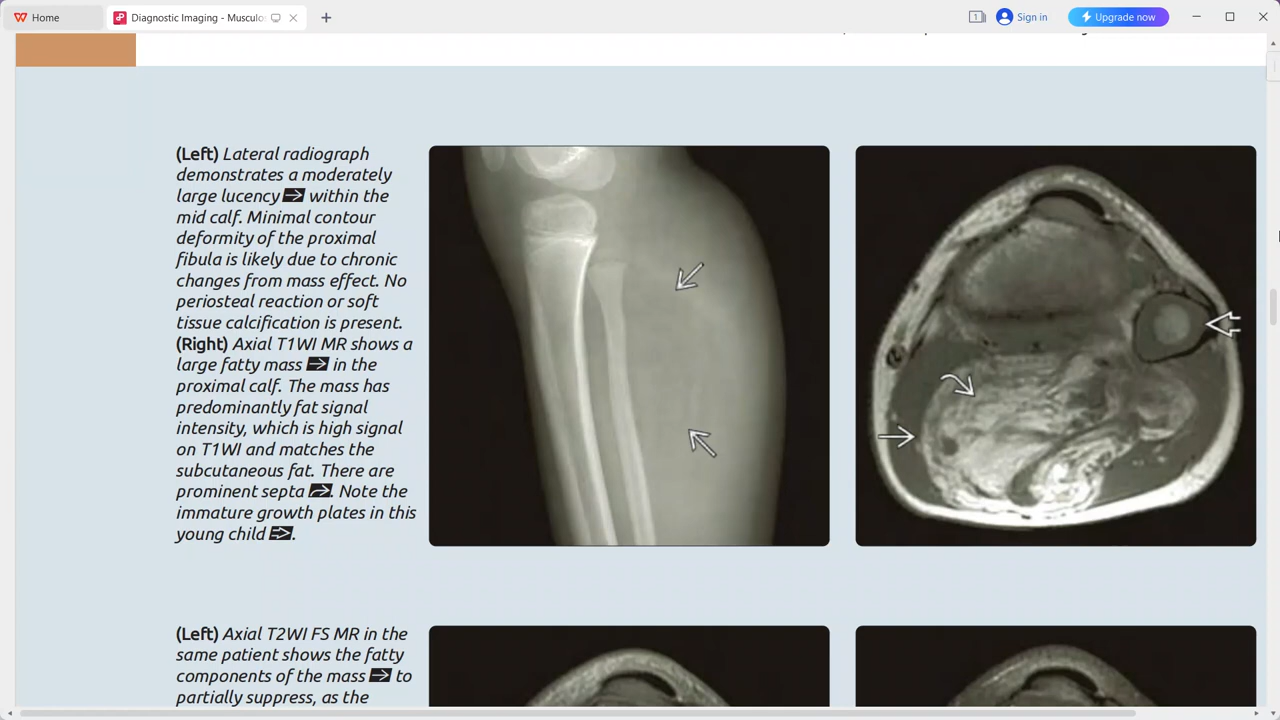 Home
Diagnostic Imaging - Musculos
1
Sign in
Upgrade now
(Left) Lateral radiograph
demonstrates a moderately
large lucency within the
mid calf. Minimal contour
deformity of the proximal
fibula is likely due to chronic
changes from mass effect. No
periosteal reaction or soft
tissue calcification is present.
(Right) Axial T1WI MR shows a
large fatty mass in the
proximal calf. The mass has
predominantly fat signal
intensity, which is high signal
on T1WI and matches the
subcutaneous fat. There are
prominent septa . Note the
immature growth plates in this
young child .
(Left) Axial T2WI FS MR in the
same patient shows the fatty
components of the mass to
partially suppress, as the